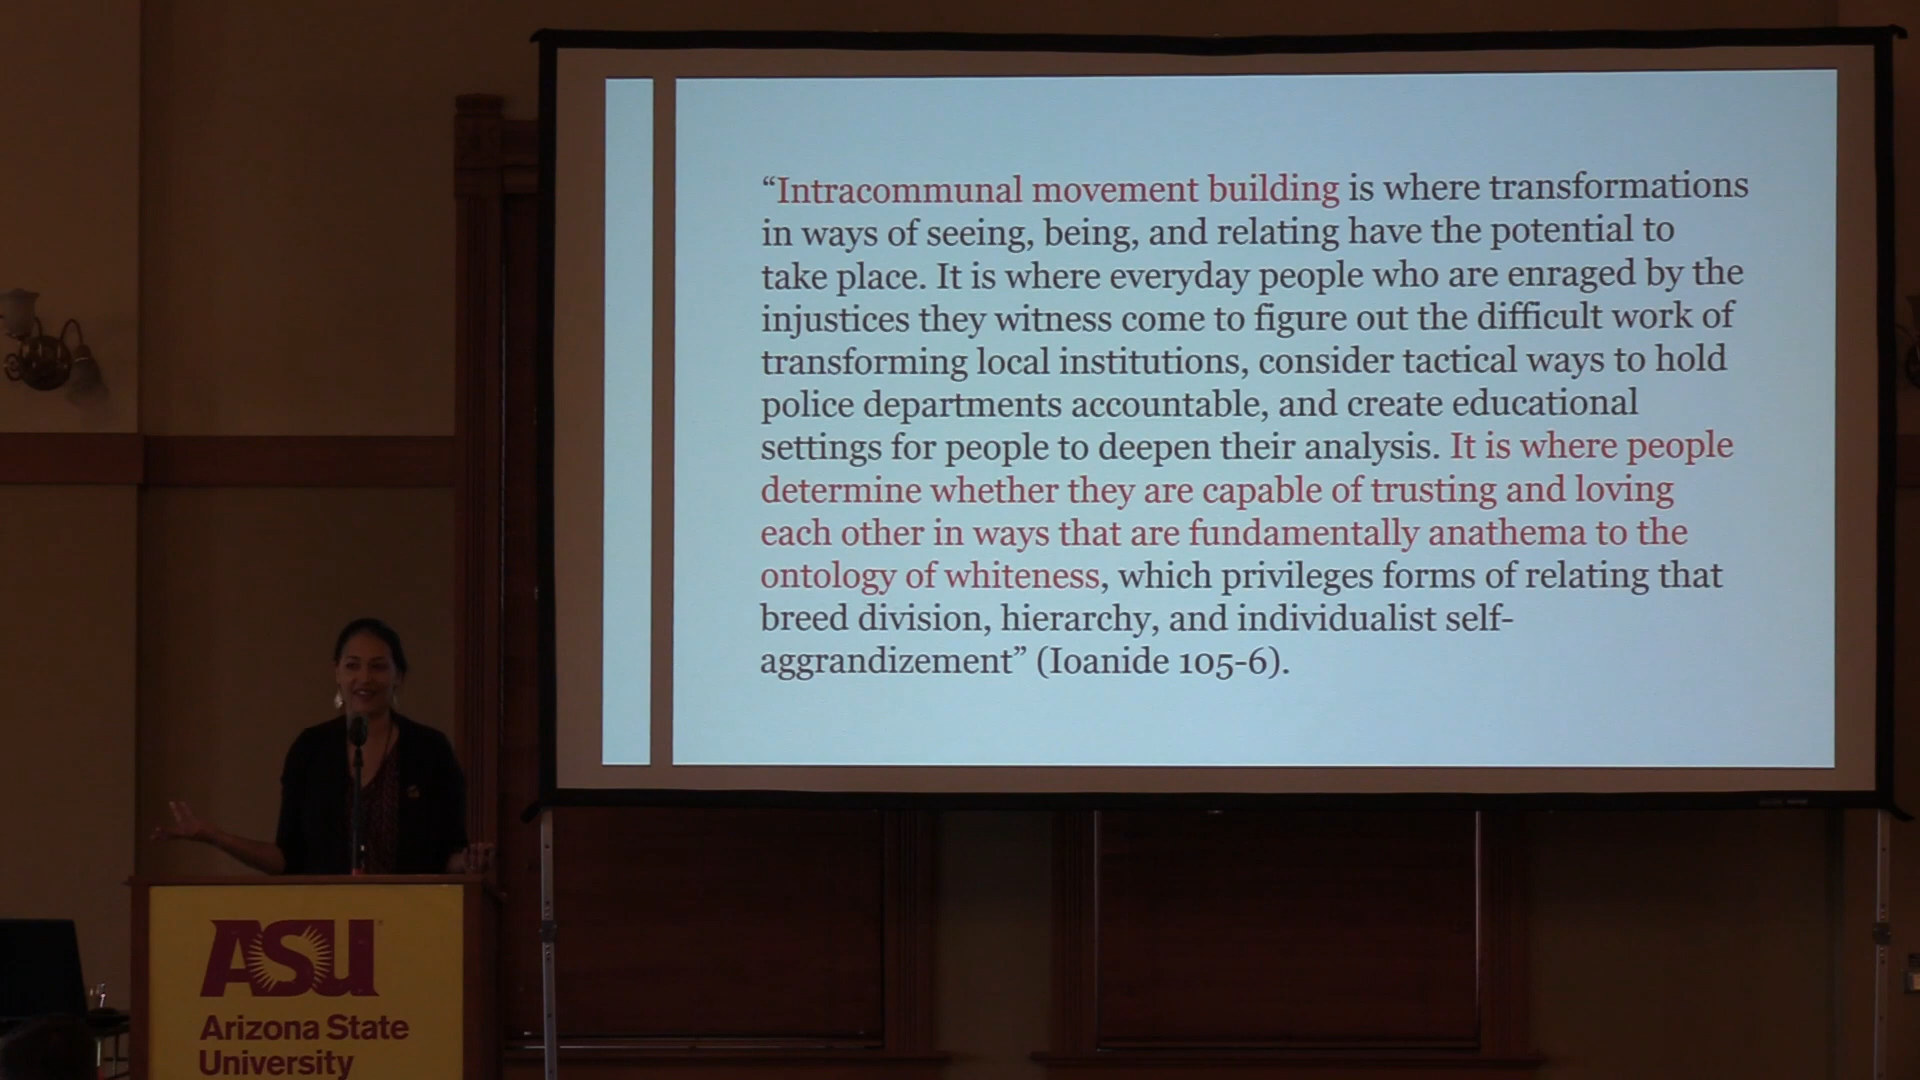 “Intracommunal movement building is where transformations
in ways of seeing, being, and relating have the potential to
take place. It is where everyday people who are enraged by the
injustices they witness come to figure out the difficult work of
transforming local institutions, consider tactical ways to hold
police departments accountable, and create educational
settings for people to deepen their analysis. It is where people
determine whether they are capable of trusting and loving
each other in ways that are fundamentally anathema to the
ontology of whiteness, which privileges forms of relating that
breed division, hierarchy, and individualist self-
aggrandizement” (Ioanide 105-6).
ASU
Arizona State
University